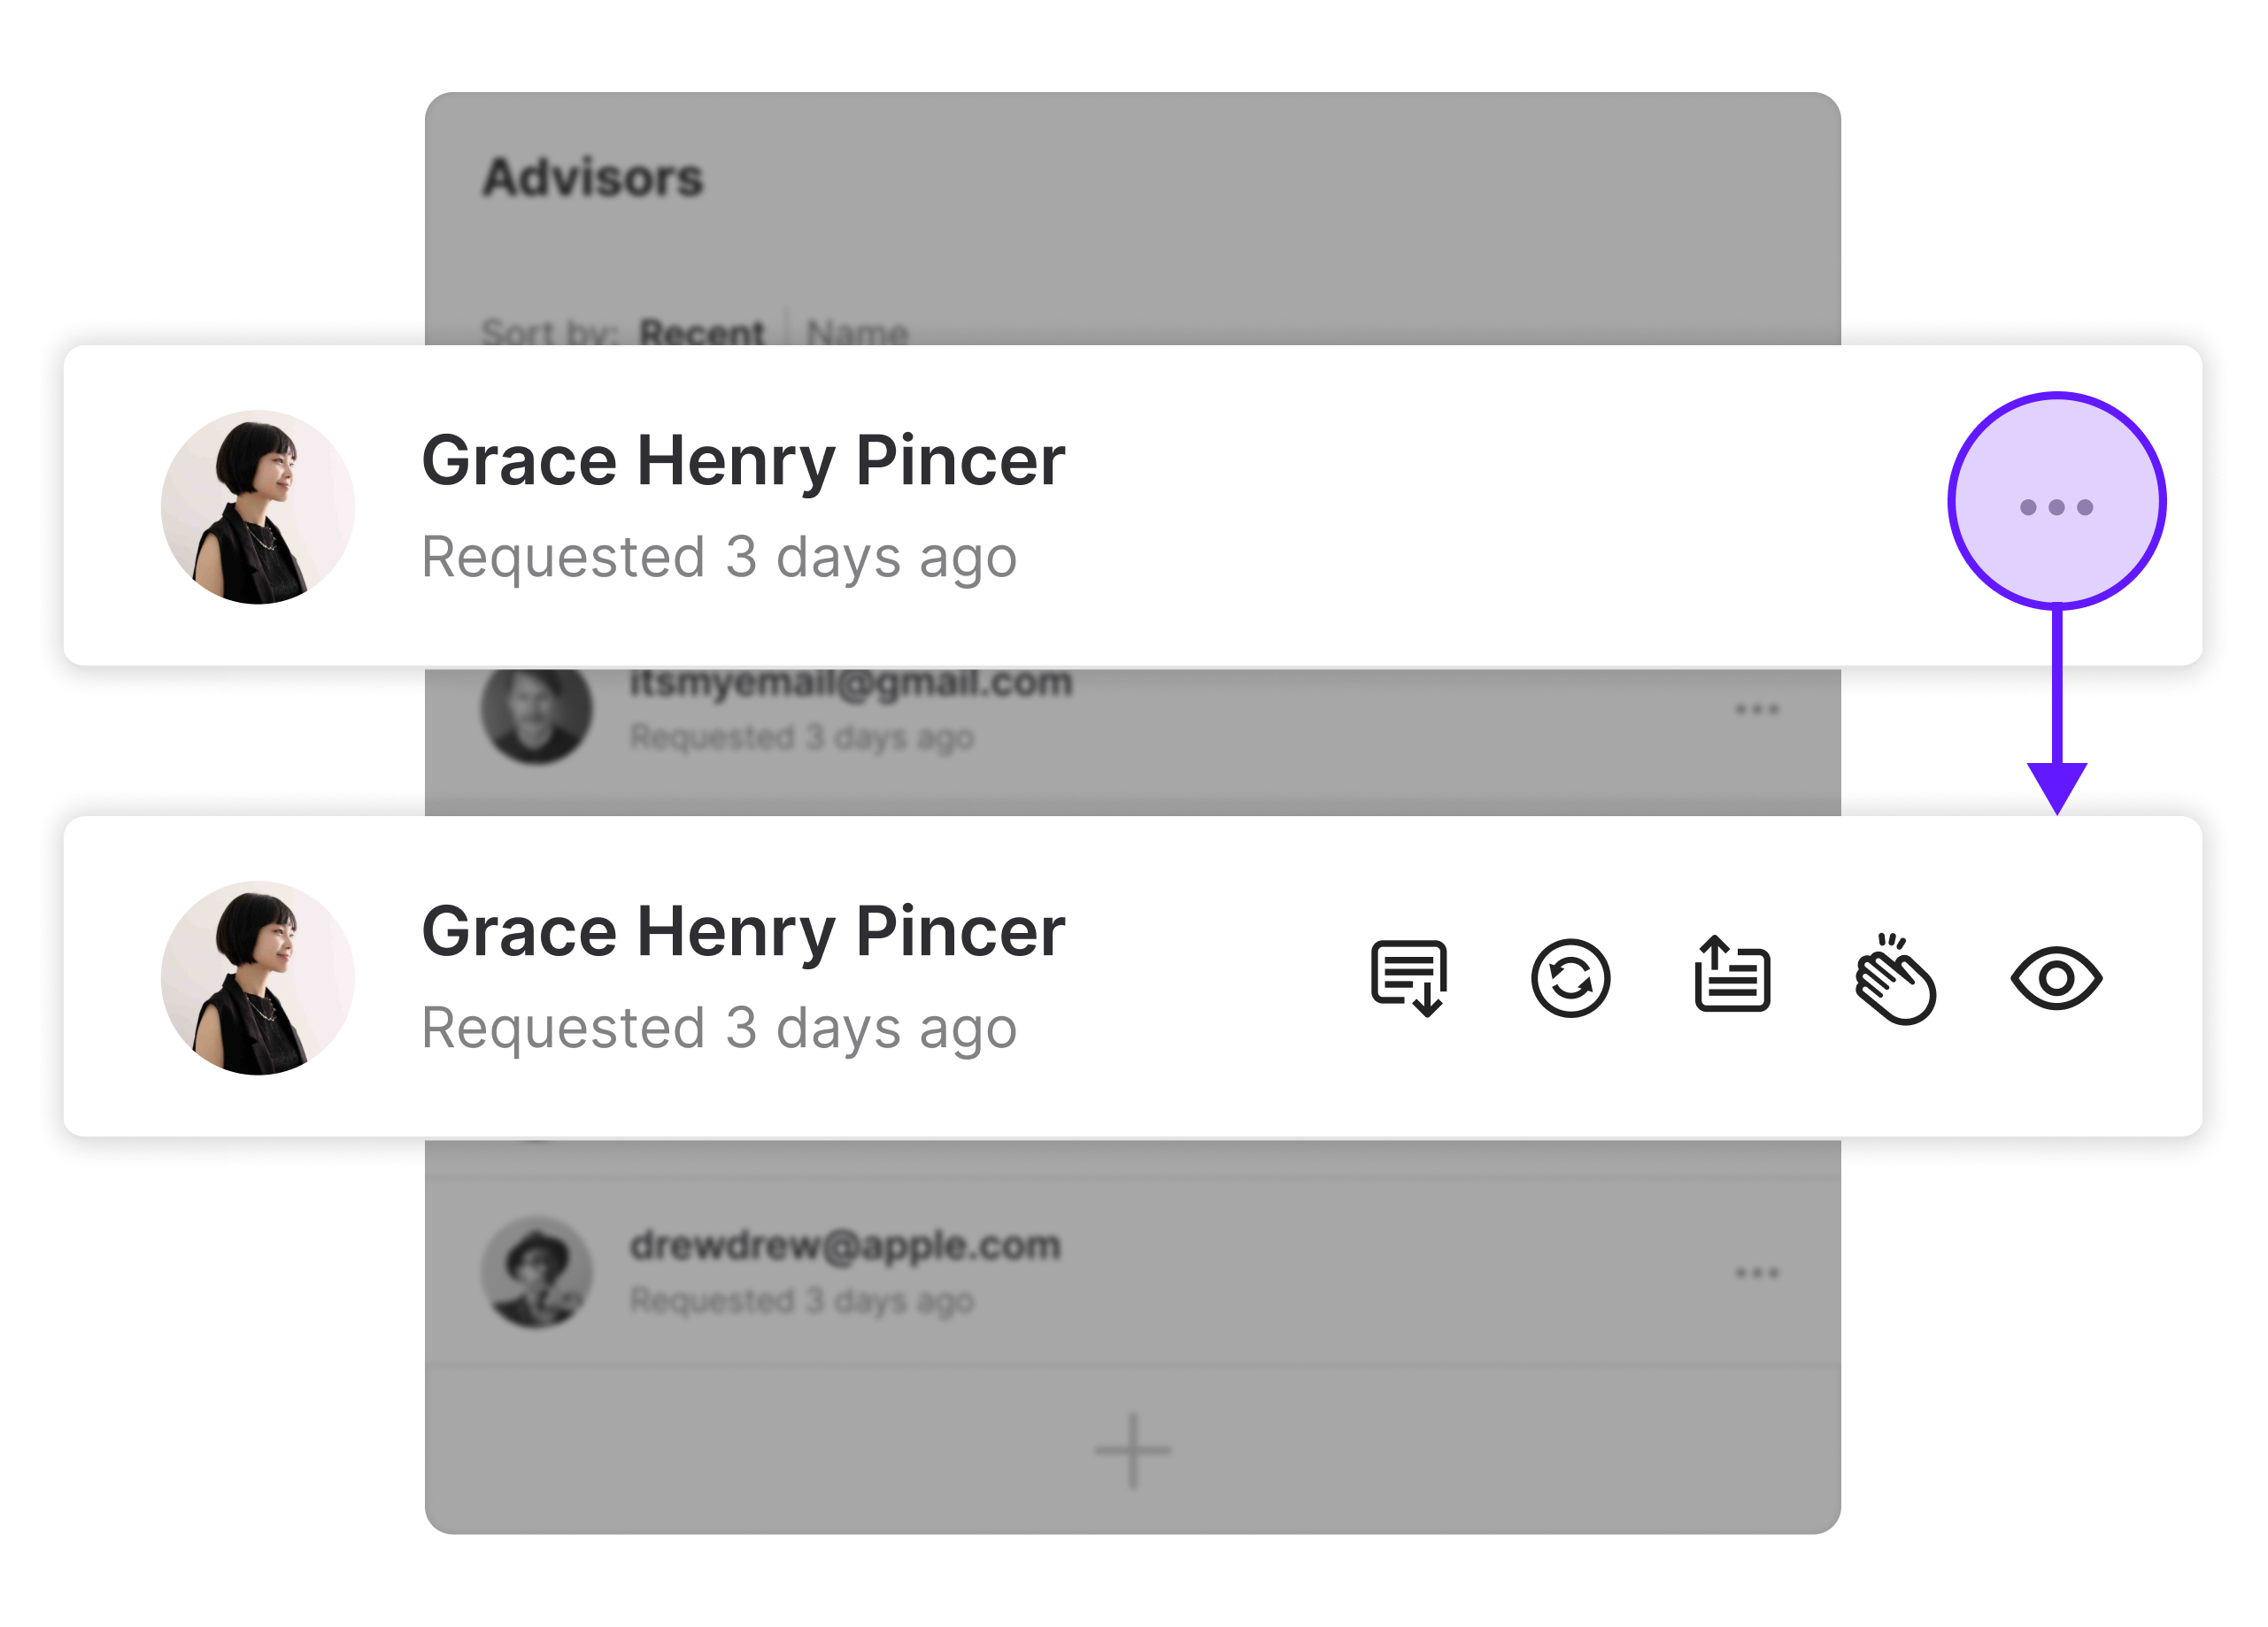 Advisors
Sort by: Recent | Name
Grace Henry Pincer
Requested 3 days ago
itsmyemail@gmail.com
Requested 3 days ago
Grace Henry Pincer
Requested 3 days ago
drewdrew@apple.com
Requested 3 days ago